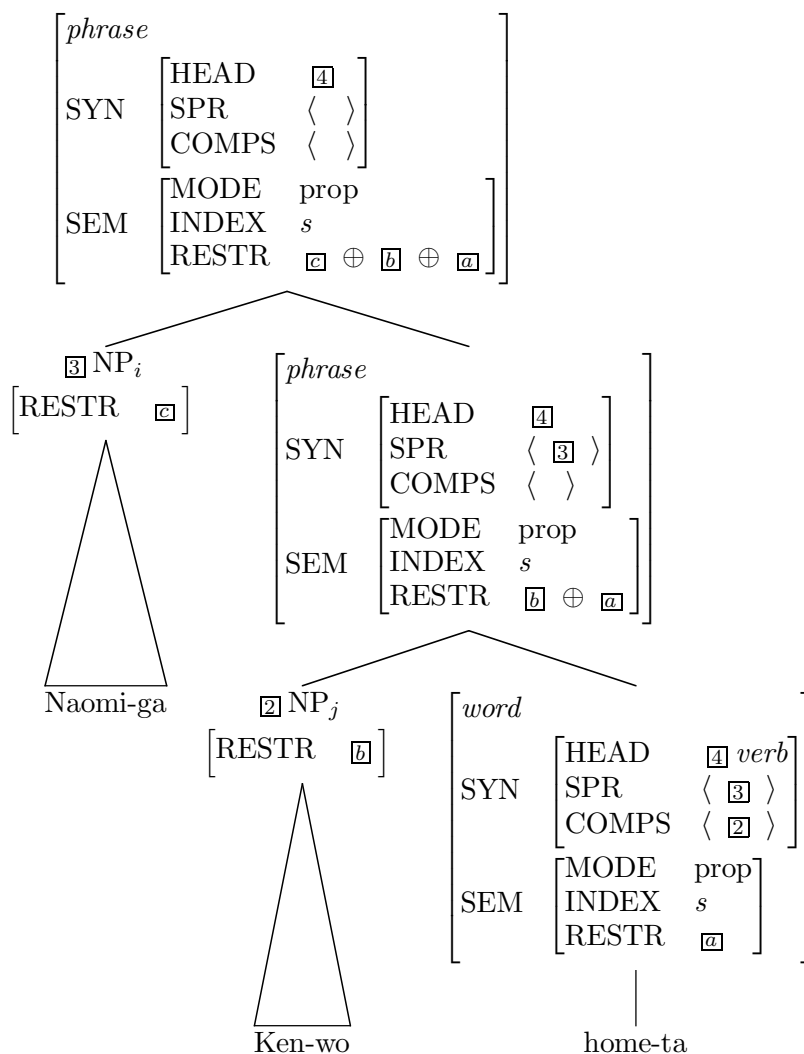 phrase
HEAD 4
SYN SPR ⟨ ⟩
COMPS ⟨ ⟩
MODE prop
SEM INDEX s
RESTR c ⊕ b ⊕ a
3 NP_i
[RESTR c]
phrase
HEAD 4
SYN SPR ⟨ 3 ⟩
COMPS ⟨ ⟩
MODE prop
SEM INDEX s
RESTR b ⊕ a
Naomi-ga
2 NP_j
[RESTR b]
word
HEAD 4 verb
SYN SPR ⟨ 3 ⟩
COMPS ⟨ 2 ⟩
MODE prop
SEM INDEX s
RESTR a
Ken-wo
home-ta